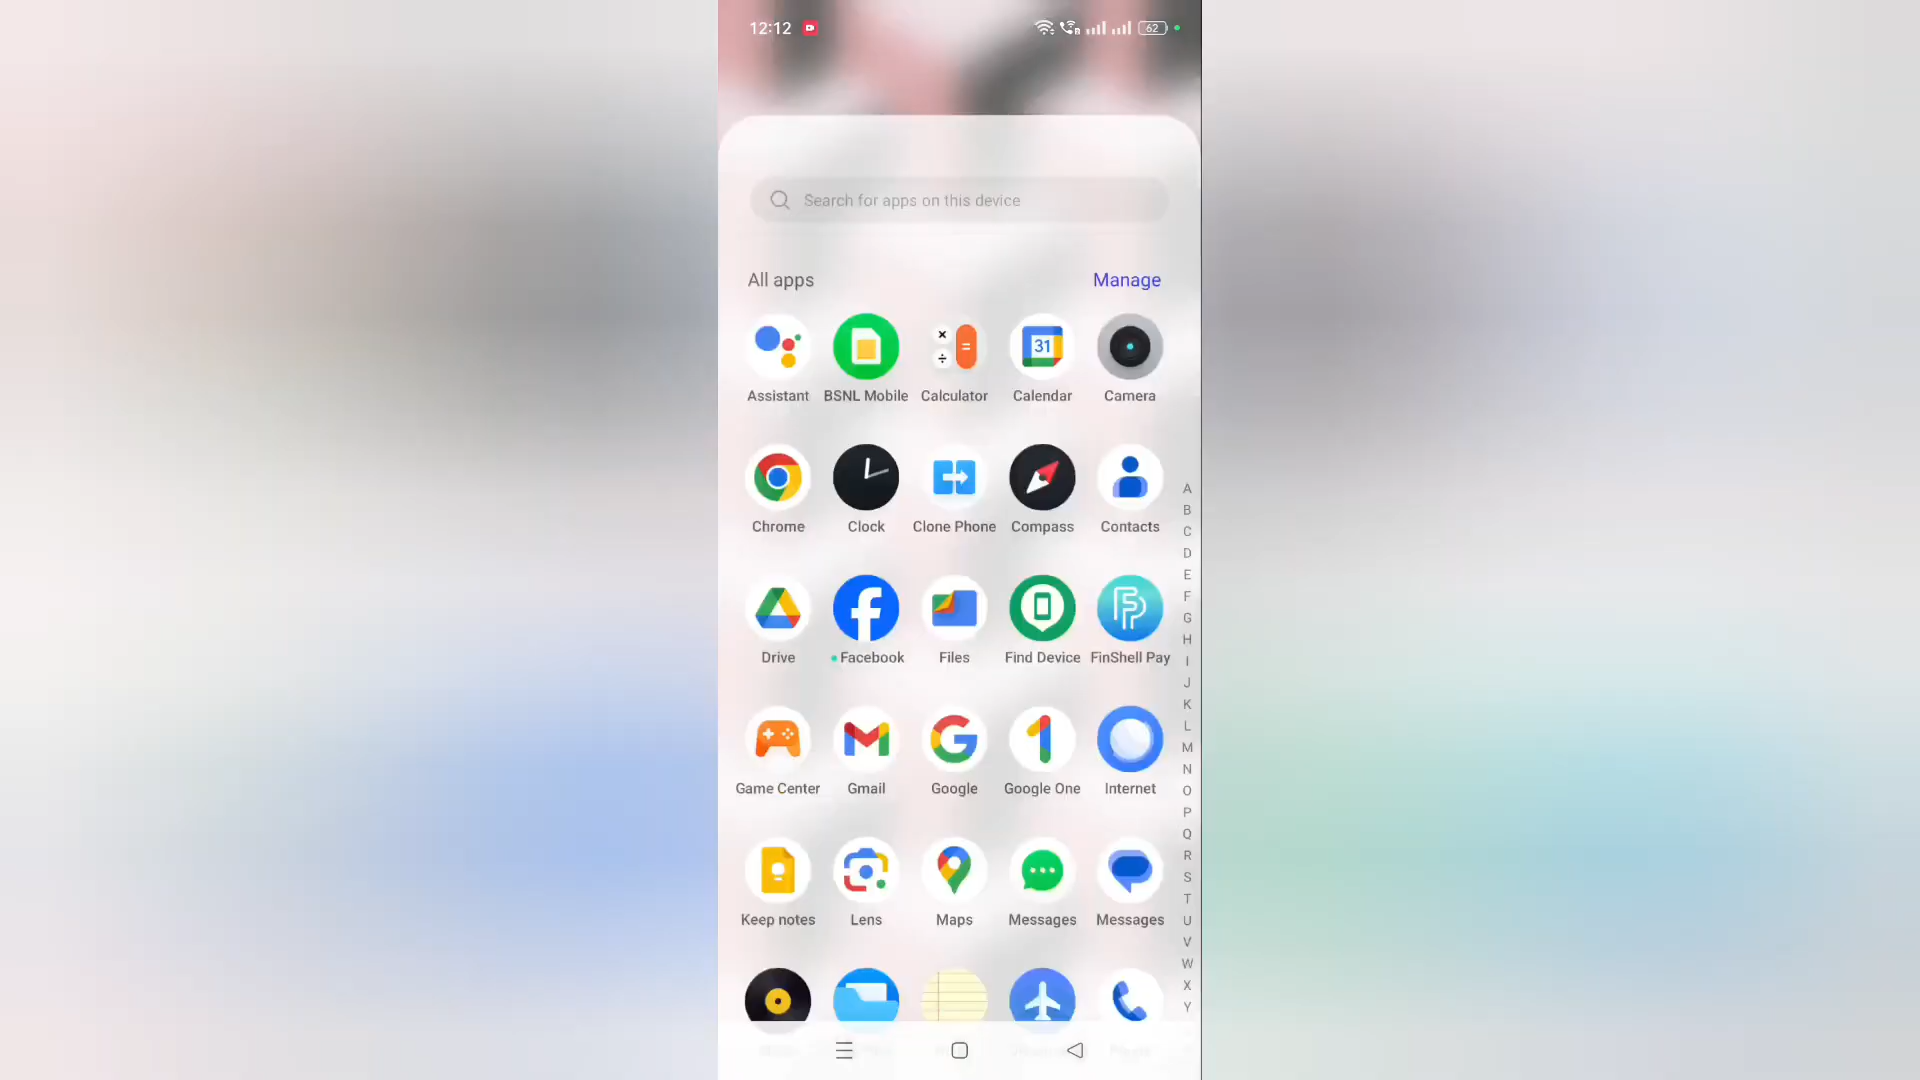 12:12 62
Search for apps on this device
All apps Manage
31
Assistant BSNL Mobile Calculator Calendar Camera
Chrome Clock Clone Phone Compass Contacts
Drive Facebook Files Find Device FinShell Pay
Game Center Gmail Google Google One Internet
Keep notes Lens Maps Messages Messages
A
B
C
D
E
F
G
H
I
J
K
L
M
N
O
P
Q
R
S
T
U
V
W
X
Y